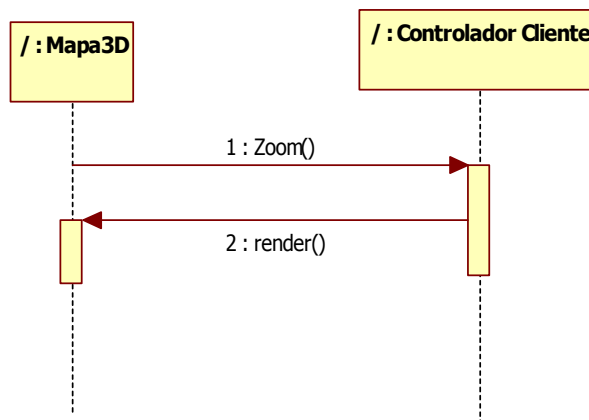 / : Mapa3D
/ : Controlador Cliente
1 : Zoom()
2 : render()